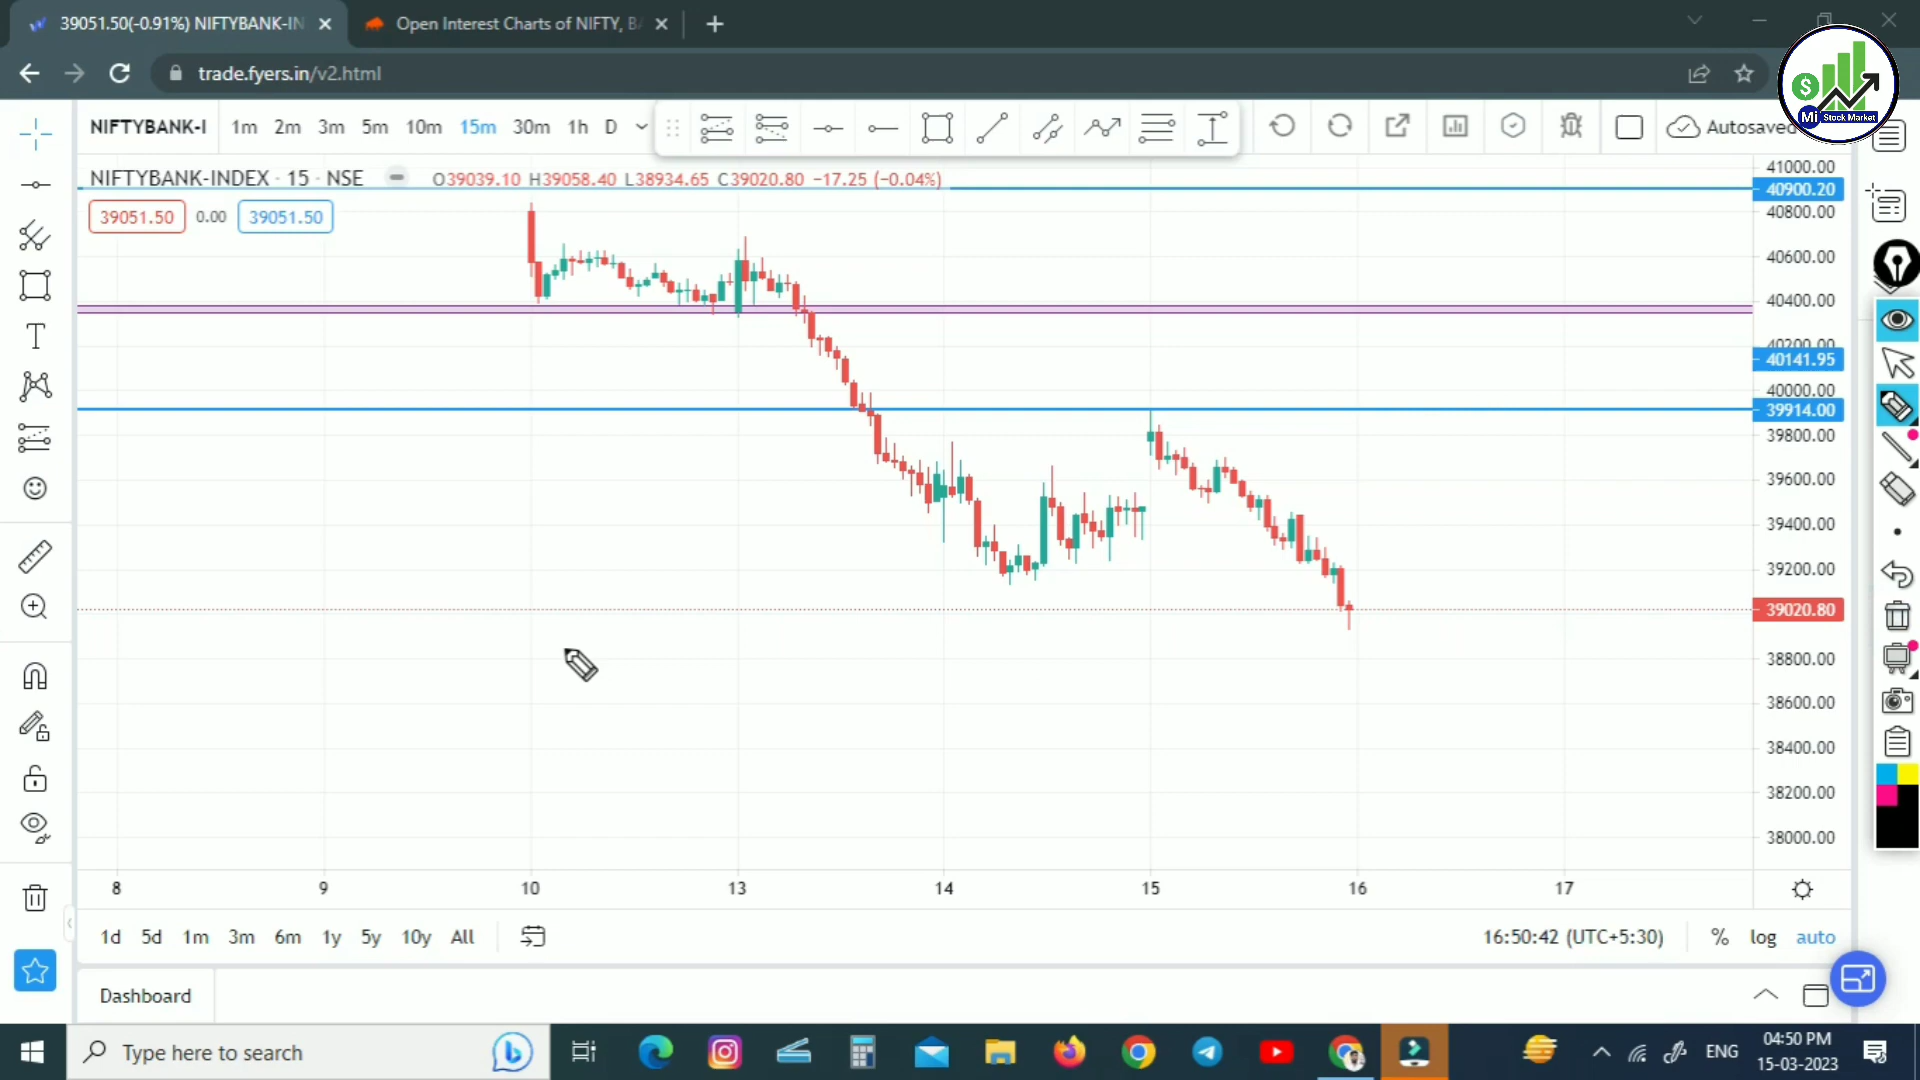 39051.50(-0.91%) NIFTYBANK-IN
Open Interest Charts of NIFTY, BA
trade.fyers.in/v2.html
$
Mi Stock Market
NIFTYBANK-I
1m 2m 3m 5m 10m 15m 30m 1h D
Autosaved
NIFTYBANK-INDEX · 15 · NSE
O39039.10 H39058.40 L38934.65 C39020.80 −17.25 (−0.04%)
39051.50 0.00 39051.50
41000.00
40900.20
40800.00
40600.00
40400.00
40200.00
40141.95
40000.00
39914.00
39800.00
39600.00
39400.00
39200.00
39020.80
38800.00
38600.00
38400.00
38200.00
38000.00
8 9 10 13 14 15 16 17
1d 5d 1m 3m 6m 1y 5y 10y All
16:50:42 (UTC+5:30) % log auto
Dashboard
Type here to search
ENG
04:50 PM
15-03-2023